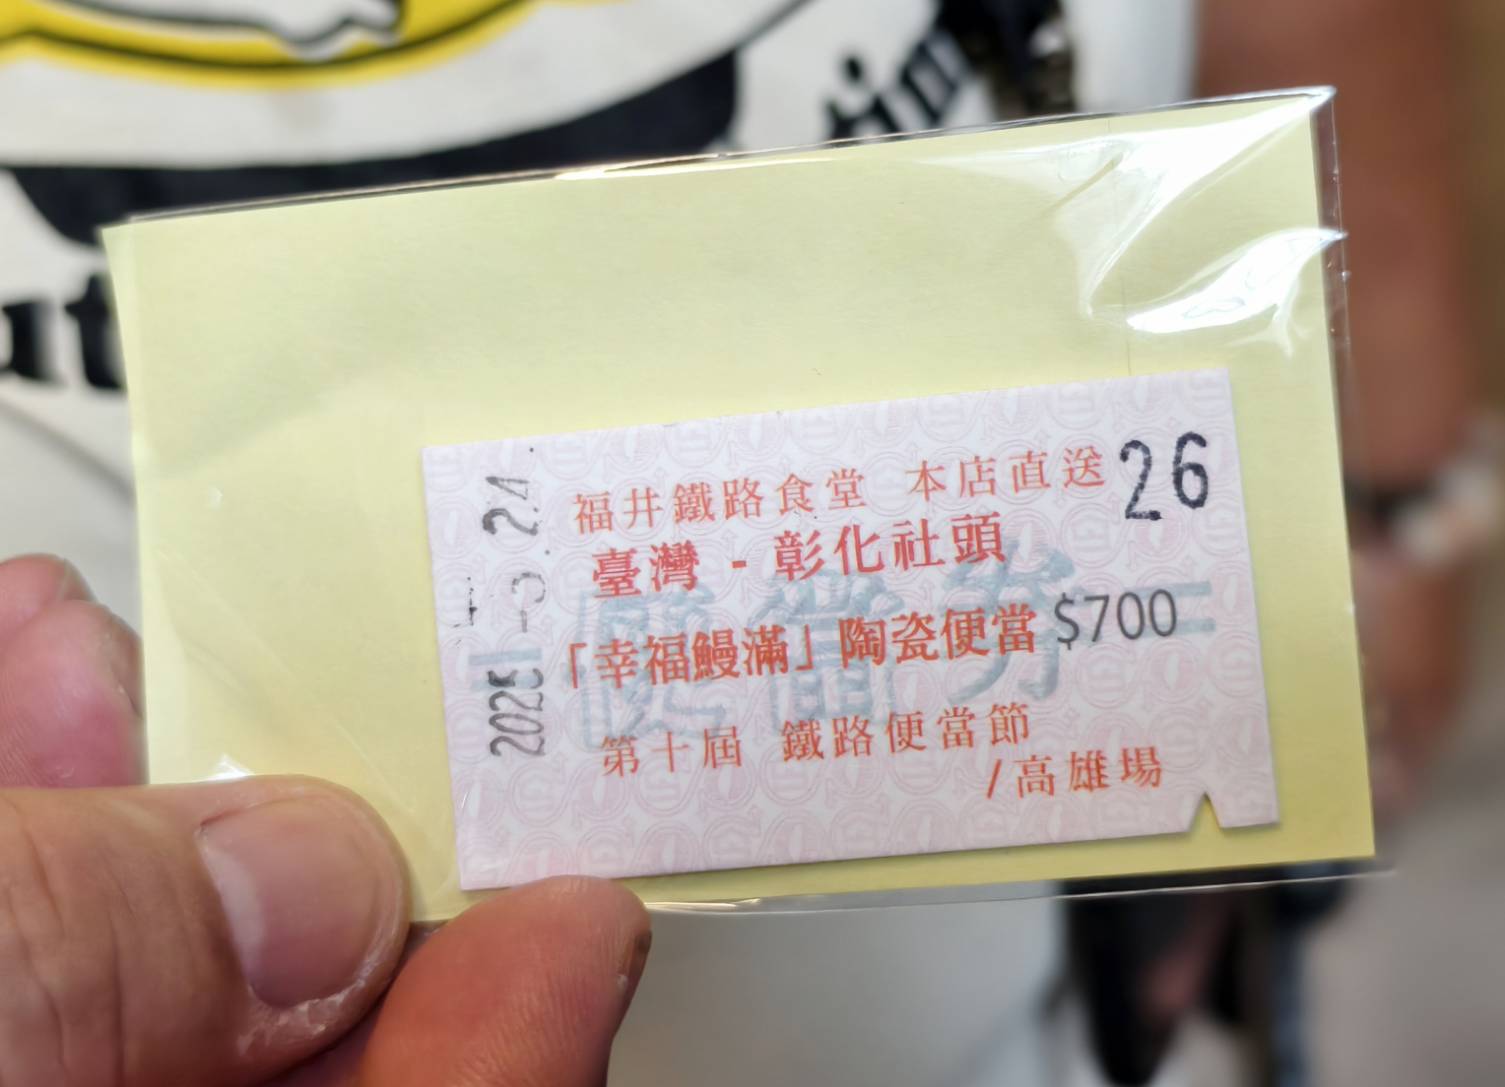 福井鐵路食堂 本店直送 26
臺灣 - 彰化社頭
「幸福鰻滿」陶瓷便當 $700
第十屆 鐵路便當節
/高雄場